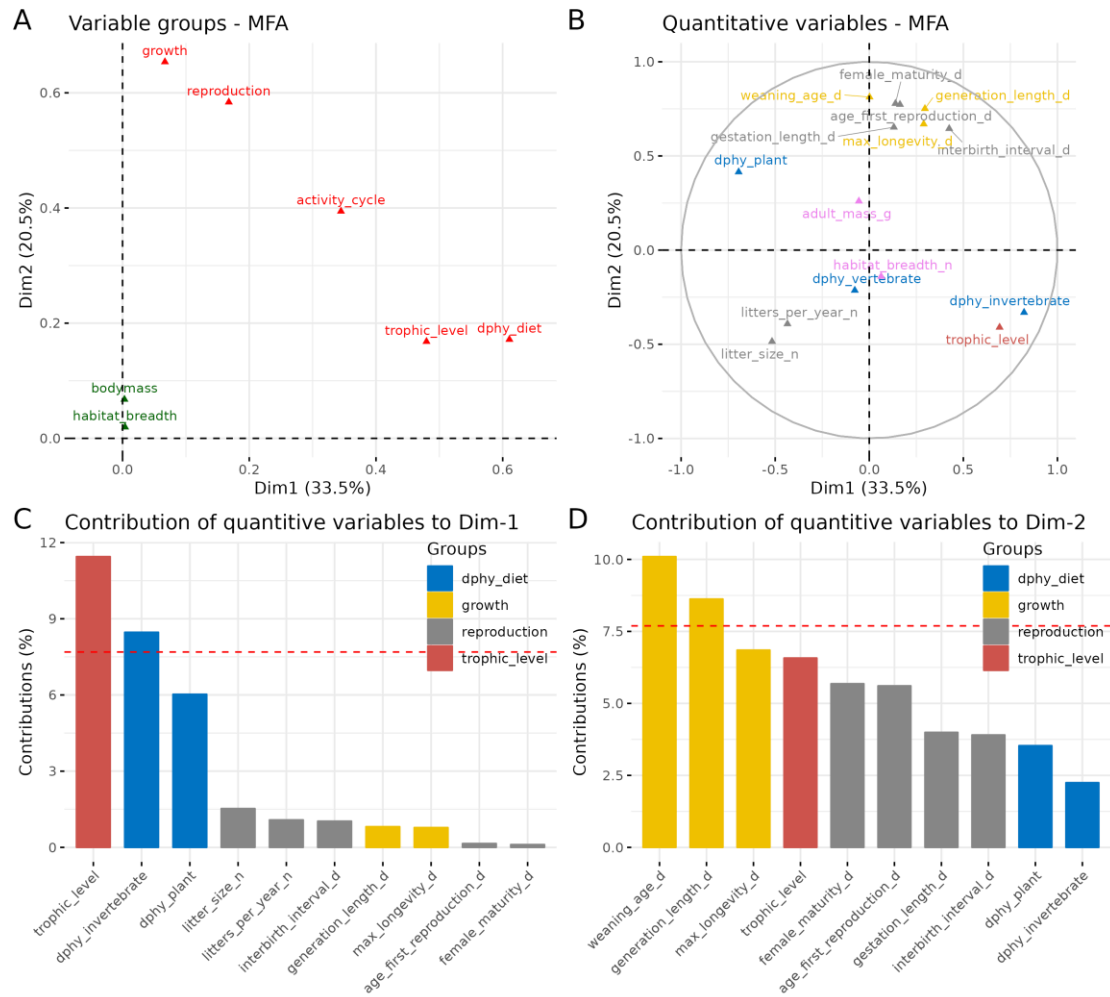 A
Variable groups - MFA
growth
reproduction
activity_cycle
trophic_level
dphy_diet
bodymass
habitat_breadth
0.6
0.4
0.2
0.0
Dim2 (20.5%)
0.0
0.2
0.4
0.6
Dim1 (33.5%)
B
Quantitative variables - MFA
female_maturity_d
weaning_age_d
generation_length_d
age_first_reproduction_d
gestation_length_d
max_longevity_d
interbirth_interval_d
dphy_plant
adult_mass_g
habitat_breadth_n
dphy_vertebrate
dphy_invertebrate
litters_per_year_n
trophic_level
litter_size_n
1.0
0.5
0.0
-0.5
-1.0
Dim2 (20.5%)
-1.0
-0.5
0.0
0.5
1.0
Dim1 (33.5%)
C
Contribution of quantitive variables to Dim-1
Groups
dphy_diet
growth
reproduction
trophic_level
12
9
6
3
0
Contributions (%)
trophic_level
dphy_invertebrate
dphy_plant
litter_size_n
litters_per_year_n
interbirth_interval_d
generation_length_d
max_longevity_d
age_first_reproduction_d
female_maturity_d
D
Contribution of quantitive variables to Dim-2
Groups
dphy_diet
growth
reproduction
trophic_level
10.0
7.5
5.0
2.5
0.0
Contributions (%)
weaning_age_d
generation_length_d
max_longevity_d
trophic_level
female_maturity_d
age_first_reproduction_d
gestation_length_d
interbirth_interval_d
dphy_plant
dphy_invertebrate